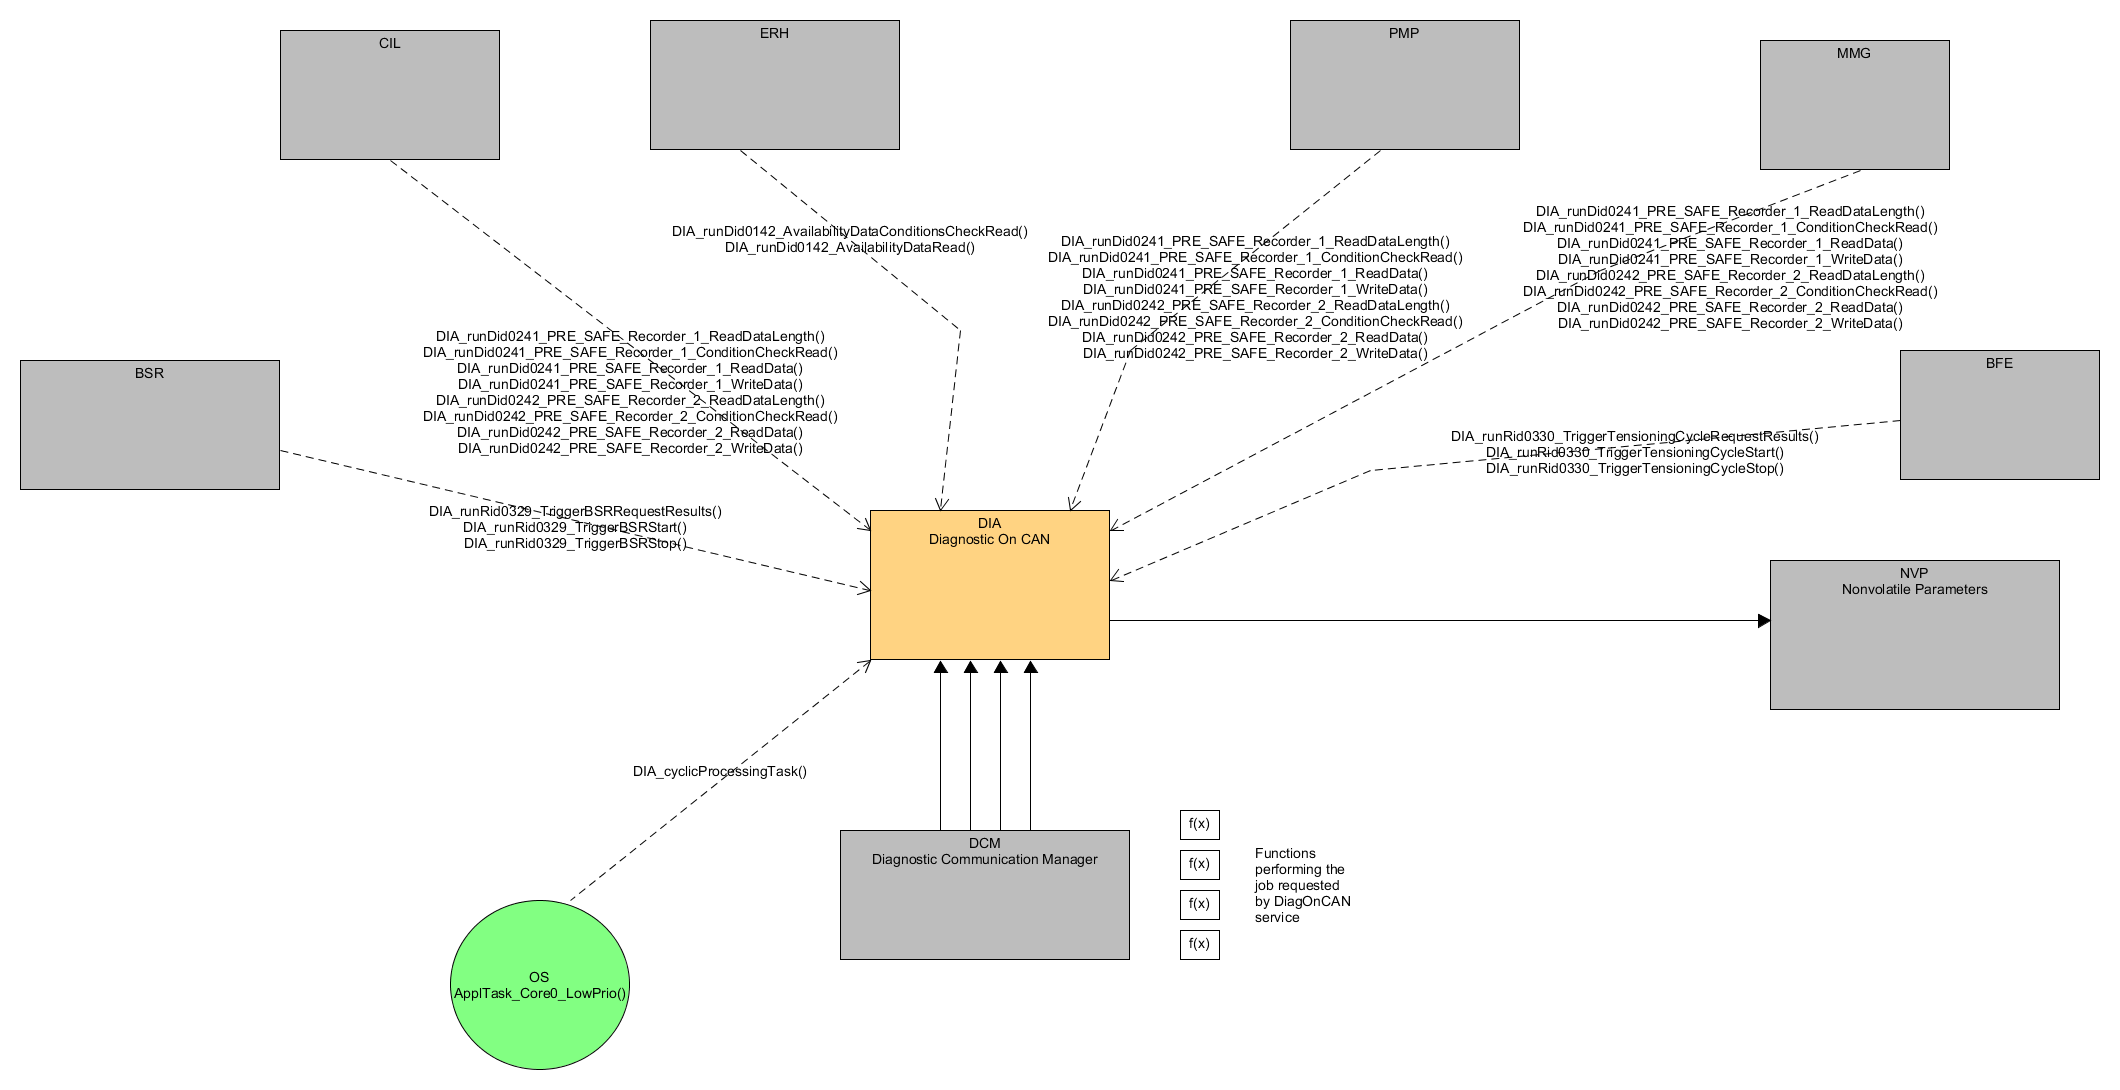 CIL
ERH
PMP
MMG
DIA_runDid0142_AvailabilityDataConditionsCheckRead()
DIA_runDid0142_AvailabilityDataRead()
DIA_runDid0241_PRE_SAFE_Recorder_1_ReadDataLength()
DIA_runDid0241_PRE_SAFE_Recorder_1_ConditionCheckRead()
DIA_runDid0241_PRE_SAFE_Recorder_1_ReadData()
DIA_runDid0241_PRE_SAFE_Recorder_1_WriteData()
DIA_runDid0242_PRE_SAFE_Recorder_2_ReadDataLength()
DIA_runDid0242_PRE_SAFE_Recorder_2_ConditionCheckRead()
DIA_runDid0242_PRE_SAFE_Recorder_2_ReadData()
DIA_runDid0242_PRE_SAFE_Recorder_2_WriteData()
DIA_runDid0241_PRE_SAFE_Recorder_1_ReadDataLength()
DIA_runDid0241_PRE_SAFE_Recorder_1_ConditionCheckRead()
DIA_runDid0241_PRE_SAFE_Recorder_1_ReadData()
DIA_runDid0241_PRE_SAFE_Recorder_1_WriteData()
DIA_runDid0242_PRE_SAFE_Recorder_2_ReadDataLength()
DIA_runDid0242_PRE_SAFE_Recorder_2_ConditionCheckRead()
DIA_runDid0242_PRE_SAFE_Recorder_2_ReadData()
DIA_runDid0242_PRE_SAFE_Recorder_2_WriteData()
BSR
DIA_runDid0241_PRE_SAFE_Recorder_1_ReadDataLength()
DIA_runDid0241_PRE_SAFE_Recorder_1_ConditionCheckRead()
DIA_runDid0241_PRE_SAFE_Recorder_1_ReadData()
DIA_runDid0241_PRE_SAFE_Recorder_1_WriteData()
DIA_runDid0242_PRE_SAFE_Recorder_2_ReadDataLength()
DIA_runDid0242_PRE_SAFE_Recorder_2_ConditionCheckRead()
DIA_runDid0242_PRE_SAFE_Recorder_2_ReadData()
DIA_runDid0242_PRE_SAFE_Recorder_2_WriteData()
BFE
DIA_runRid0330_TriggerTensioningCycleRequestResults()
DIA_runRid0330_TriggerTensioningCycleStart()
DIA_runRid0330_TriggerTensioningCycleStop()
DIA_runRid0329_TriggerBSRRequestResults()
DIA_runRid0329_TriggerBSRStart()
DIA_runRid0329_TriggerBSRStop()
DIA
Diagnostic On CAN
NVP
Nonvolatile Parameters
DIA_cyclicProcessingTask()
DCM
Diagnostic Communication Manager
f(x)
f(x)
f(x)
f(x)
Functions
performing the
job requested
by DiagOnCAN
service
OS
ApplTask_Core0_LowPrio()